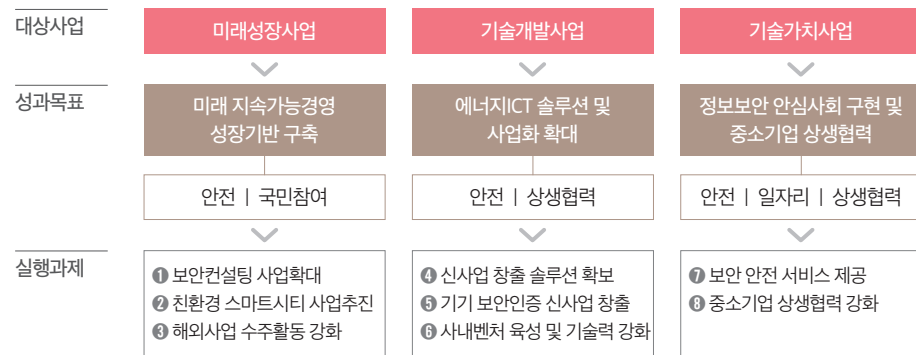 대상사업
미래성장사업
기술개발사업
기술가치사업
성과목표
미래 지속가능경영
성장기반 구축
에너지ICT 솔루션 및
사업화 확대
정보보안 안심사회 구현 및
중소기업 상생협력
안전 | 국민참여
안전 | 상생협력
안전 | 일자리 | 상생협력
실행과제
❶ 보안컨설팅 사업확대
❷ 친환경 스마트시티 사업추진
❸ 해외사업 수주활동 강화
❹ 신사업 창출 솔루션 확보
❺ 기기 보안인증 신사업 창출
❻ 사내벤처 육성 및 기술력 강화
❼ 보안 안전 서비스 제공
❽ 중소기업 상생협력 강화